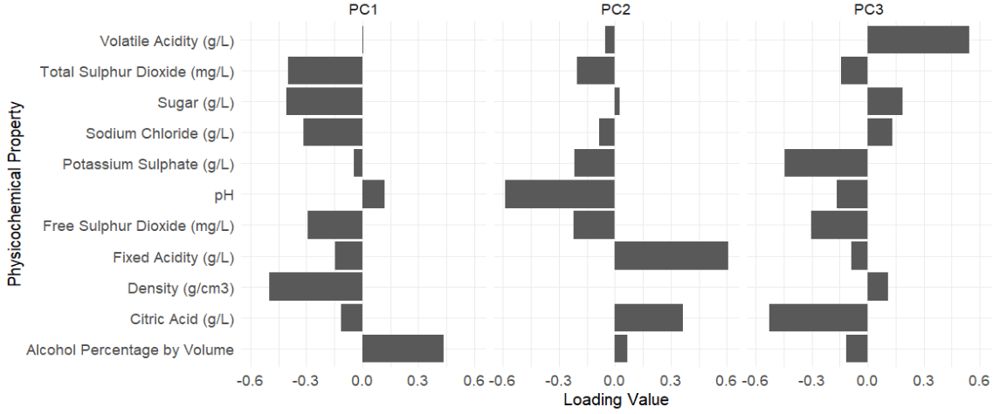 PC1 PC2 PC3
Physicochemical Property
Volatile Acidity (g/L)
Total Sulphur Dioxide (mg/L)
Sugar (g/L)
Sodium Chloride (g/L)
Potassium Sulphate (g/L)
pH
Free Sulphur Dioxide (mg/L)
Fixed Acidity (g/L)
Density (g/cm3)
Citric Acid (g/L)
Alcohol Percentage by Volume
-0.6 -0.3 0.0 0.3 0.6 -0.6 -0.3 0.0 0.3 0.6 -0.6 -0.3 0.0 0.3 0.6
Loading Value